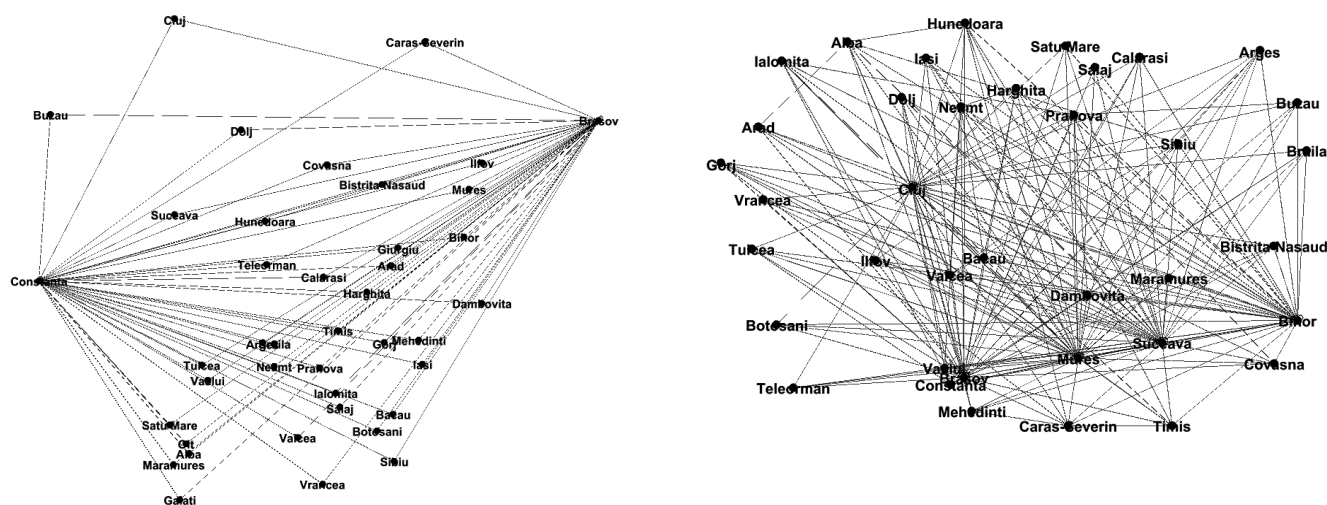 Cluj
Caras-Severin
Buzau
Brasov
Dolj
Covasna
Ilfov
Bistrita-Nasaud
Mures
Suceava
Hunedoara
Bihor
Giurgiu
Teleorman
Arad
Calarasi
Constanta
Harghita
Dambovita
Timis
Gorj
Mehedinti
Tulcea
Neamt
Prahova
Iasi
Vaslui
Ialomita
Salaj
Bacau
Satu-Mare
Botosani
Valcea
Olt
Alba
Maramures
Sibiu
Vrancea
Galati
Hunedoara
Alba
Satu-Mare
Ialomita
Iasi
Calarasi
Arges
Salaj
Harghita
Dolj
Neamt
Buzau
Prahova
Arad
Sibiu
Braila
Gorj
Cluj
Vrancea
Tulcea
Bistrita-Nasaud
Ilfov
Bacau
Valcea
Maramures
Dambovita
Botosani
Bihor
Suceava
Mures
Vaslui
Covasna
Brasov
Constanta
Teleorman
Mehedinti
Caras-Severin
Timis